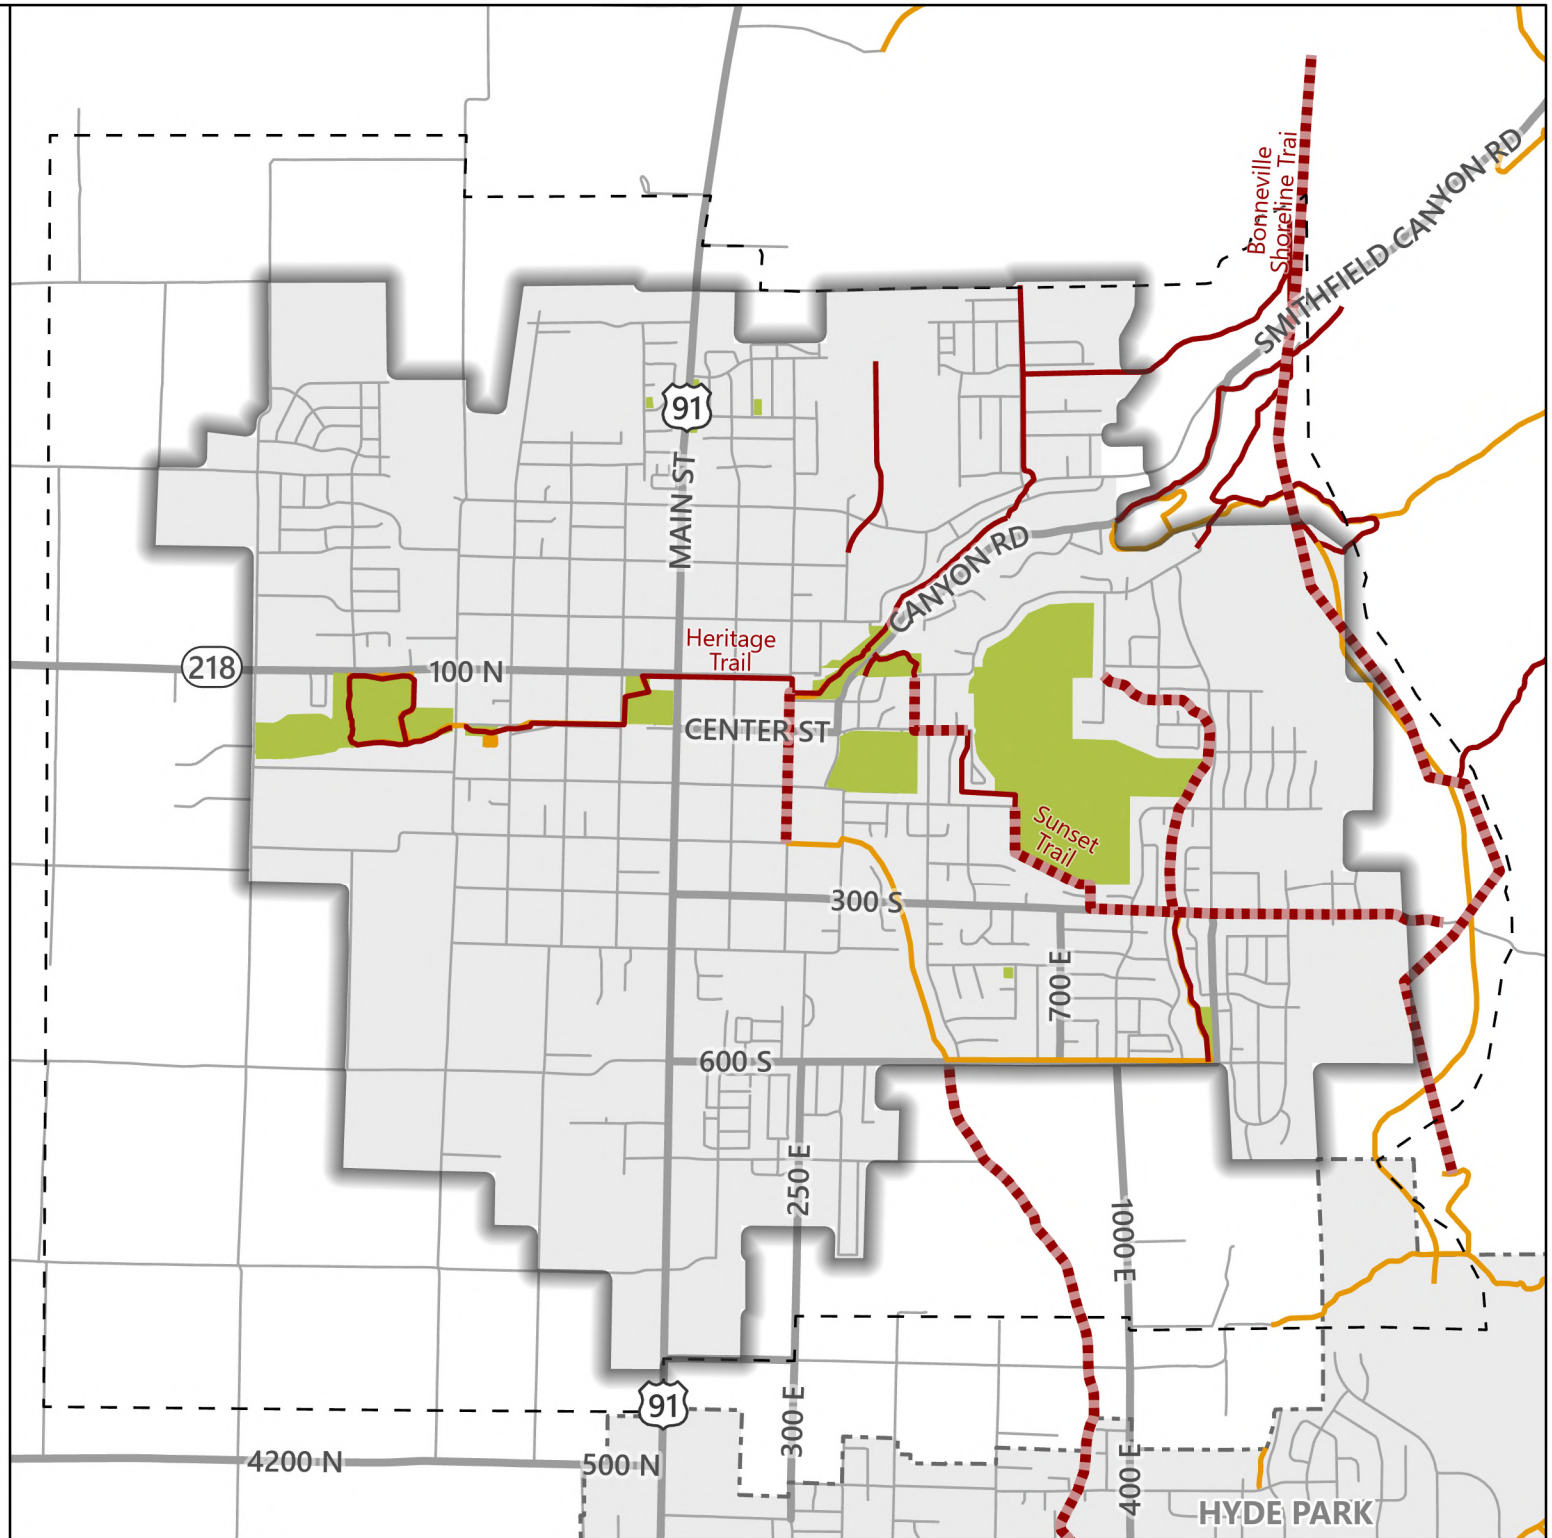 Bonneville
Shoreline Trai
SMITHFIELD CANYON RD
91
MAIN ST
CANYON RD
Heritage
Trail
218
100 N
CENTER ST
Sunset
Trail
300 S
700 E
600 S
250 E
1000 E
91
300 E
4200 N
500 N
400 E
HYDE PARK